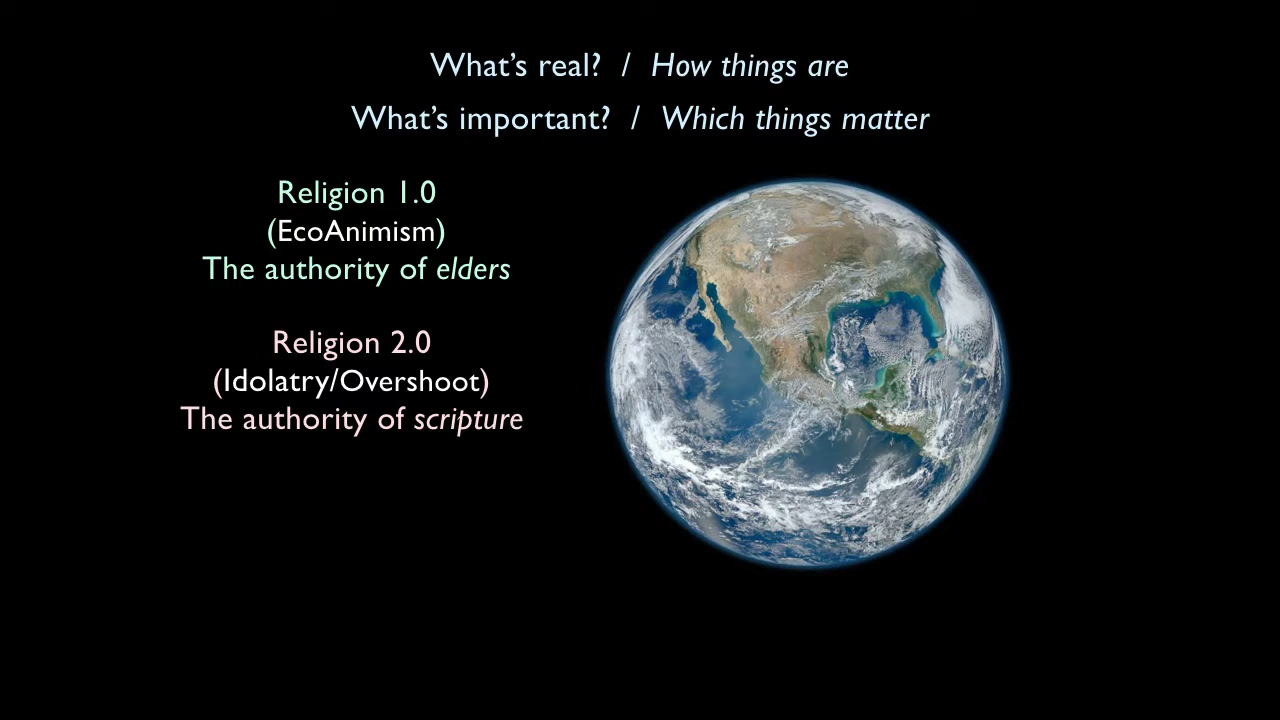 What’s real? / How things are
What’s important? / Which things matter
Religion 1.0
(EcoAnimism)
The authority of elders
Religion 2.0
(Idolatry/Overshoot)
The authority of scripture